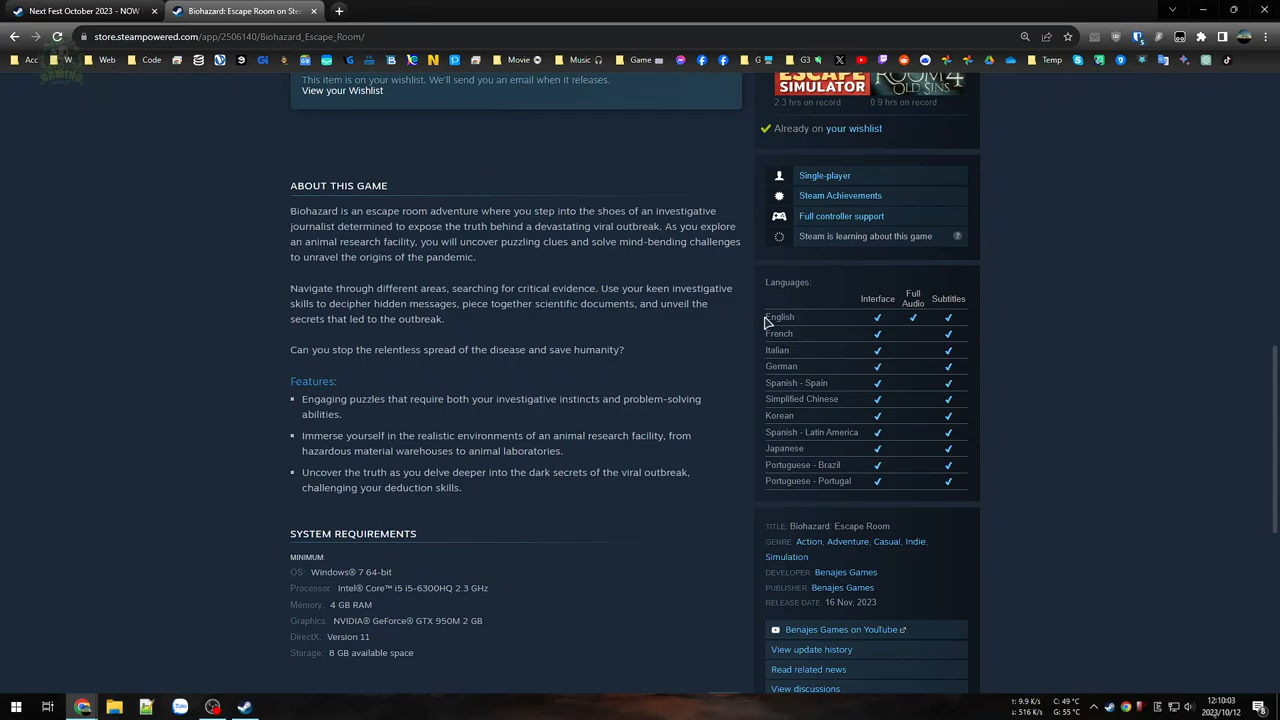 Next Fest October 2023 - NOW
Biohazard: Escape Room on Ste
store.steampowered.com/app/2506140/Biohazard_Escape_Room/
Acc
Webs
Movie
Music
Game
G3
Temp
GAMING
This item is on your wishlist. We'll send you an email when it releases.
View your Wishlist
ABOUT THIS GAME
Biohazard is an escape room adventure where you step into the shoes of an investigative
journalist determined to expose the truth behind a devastating viral outbreak. As you explore
an animal research facility, you will uncover puzzling clues and solve mind-bending challenges
to unravel the origins of the pandemic.
Navigate through different areas, searching for critical evidence. Use your keen investigative
skills to decipher hidden messages, piece together scientific documents, and unveil the
secrets that led to the outbreak.
Can you stop the relentless spread of the disease and save humanity?
Features:
Engaging puzzles that require both your investigative instincts and problem-solving
abilities.
Immerse yourself in the realistic environments of an animal research facility, from
hazardous material warehouses to animal laboratories.
Uncover the truth as you delve deeper into the dark secrets of the viral outbreak,
challenging your deduction skills.
SYSTEM REQUIREMENTS
MINIMUM:
OS: Windows® 7 64-bit
Processor: Intel® Core™ i5 i5-6300HQ 2.3 GHz
Memory: 4 GB RAM
Graphics: NVIDIA® GeForce® GTX 950M 2 GB
DirectX: Version 11
Storage: 8 GB available space
ESCAPE
SIMULATOR
ROOM4
OLD SINS
2.3 hrs on record
0.9 hrs on record
Already on your wishlist
Single-player
Steam Achievements
Full controller support
Steam is learning about this game ?
Languages:
Interface
Full
Audio
Subtitles
English
French
Italian
German
Spanish - Spain
Simplified Chinese
Korean
Spanish - Latin America
Japanese
Portuguese - Brazil
Portuguese - Portugal
TITLE: Biohazard: Escape Room
GENRE: Action, Adventure, Casual, Indie,
Simulation
DEVELOPER: Benajes Games
PUBLISHER: Benajes Games
RELEASE DATE: 16 Nov, 2023
Benajes Games on YouTube
View update history
Read related news
View discussions
Zalo
t: 9.9 K/s
C: 49 °C
↓: 516 K/s
G: 55 °C
12:10:03
2023/10/12